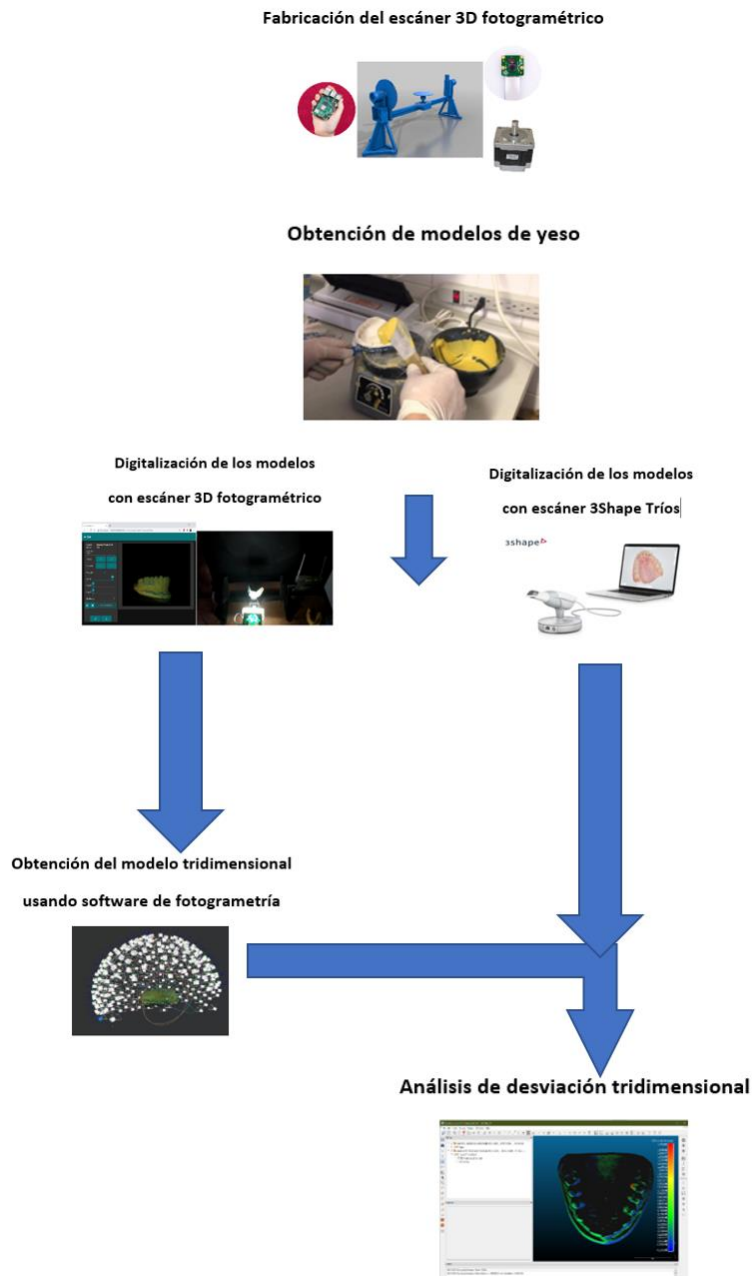 Fabricación del escáner 3D fotogramétrico
Obtención de modelos de yeso
Digitalización de los modelos
con escáner 3D fotogramétrico
Digitalización de los modelos
con escáner 3Shape Tríos
3shape
Obtención del modelo tridimensional
usando software de fotogrametría
Análisis de desviación tridimensional